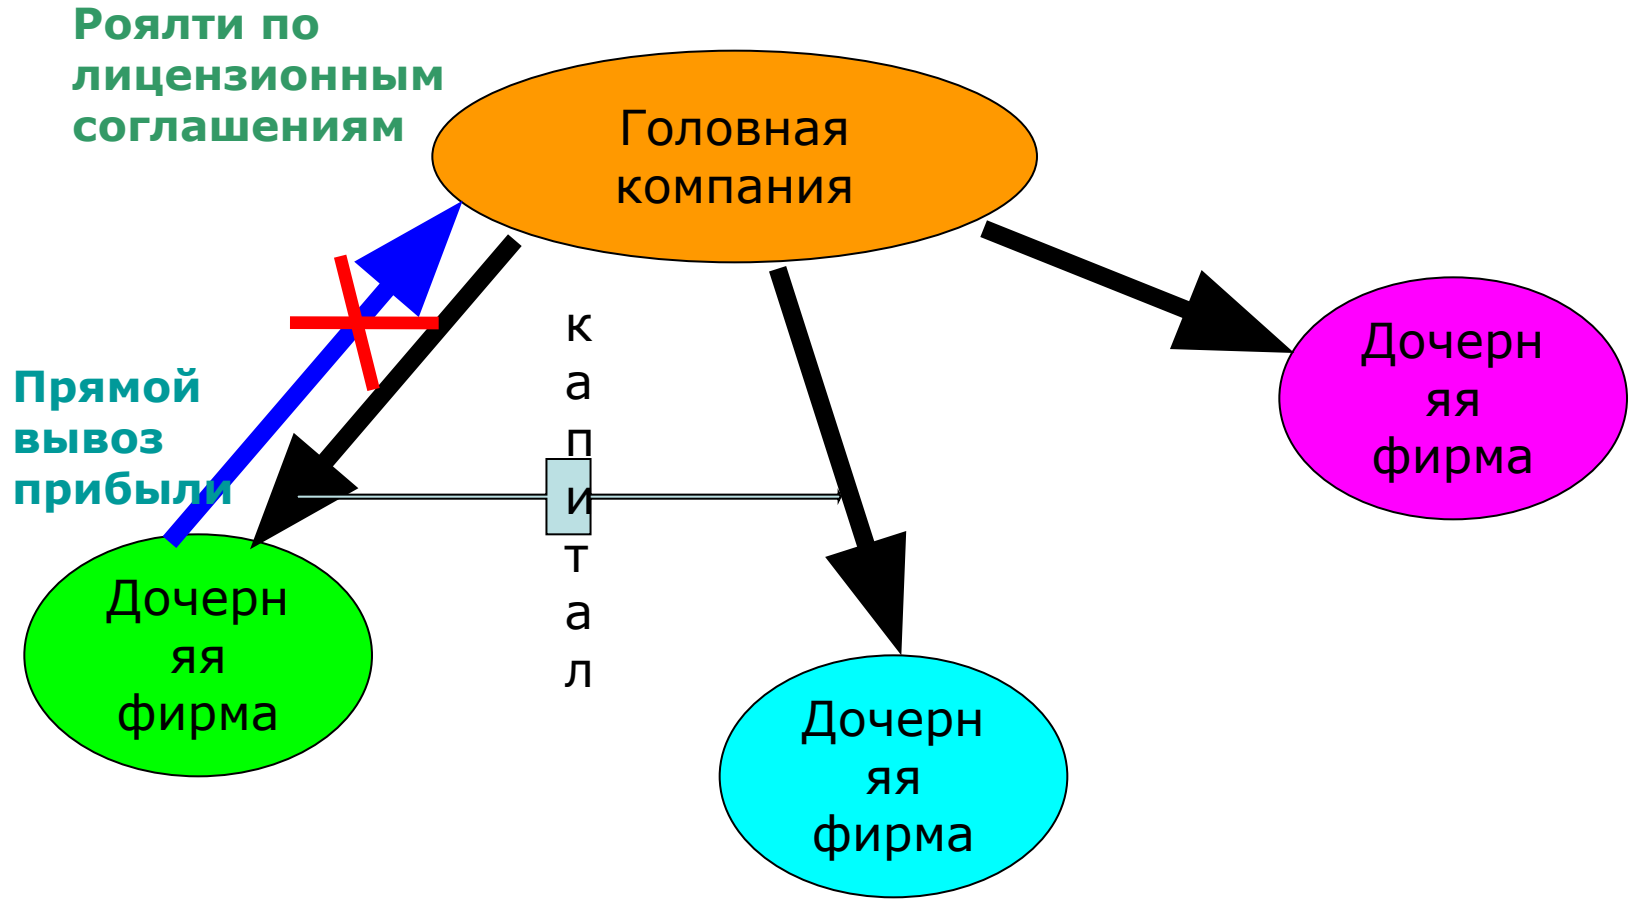 Роялти по
лицензионным
соглашениям
Головная
компания
Прямой
вывоз
прибыли
к
а
п
и
т
а
л
Дочерн
яя
фирма
Дочерн
яя
фирма
Дочерн
яя
фирма